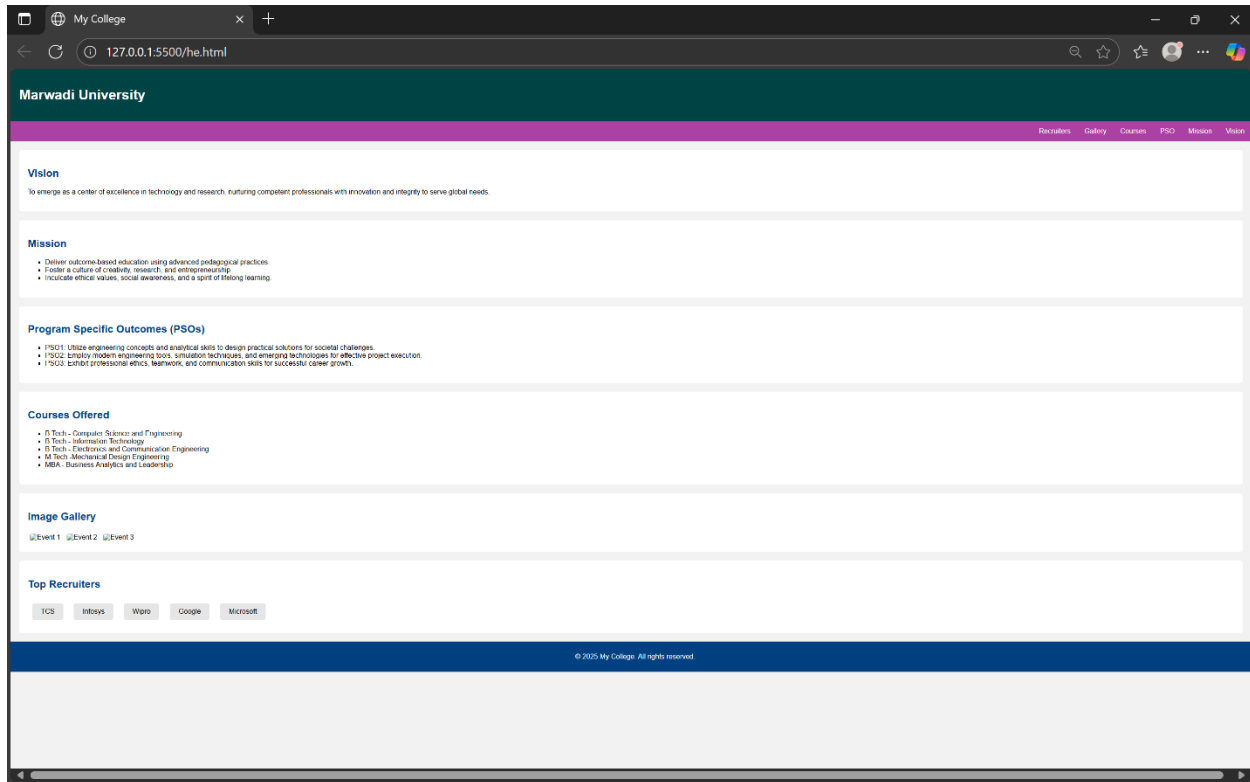 My College
127.0.0.1:5500/he.html
Marwadi University
Recruiters Gallery Courses PSO Mission Vision
Vision
To emerge as a center of excellence in technology and research, nurturing competent professionals with innovation and integrity to serve global needs.
Mission
Deliver outcome-based education using advanced pedagogical practices.
Foster a culture of creativity, research, and entrepreneurship
Inculcate ethical values, social awareness, and a spirit of lifelong learning.
Program Specific Outcomes (PSOs)
PSO1: Utilize engineering concepts and analytical skills to design practical solutions for societal challenges.
PSO2: Employ modern engineering tools, simulation techniques, and emerging technologies for effective project execution.
PSO3: Exhibit professional ethics, teamwork, and communication skills for successful career growth.
Courses Offered
B Tech - Computer Science and Engineering
B Tech - Information Technology
B Tech - Electronics and Communication Engineering
M Tech -Mechanical Design Engineering
MBA - Business Analytics and Leadership
Image Gallery
Event 1 Event 2 Event 3
Top Recruiters
TCS Infosys Wipro Google Microsoft
© 2025 My College. All rights reserved.